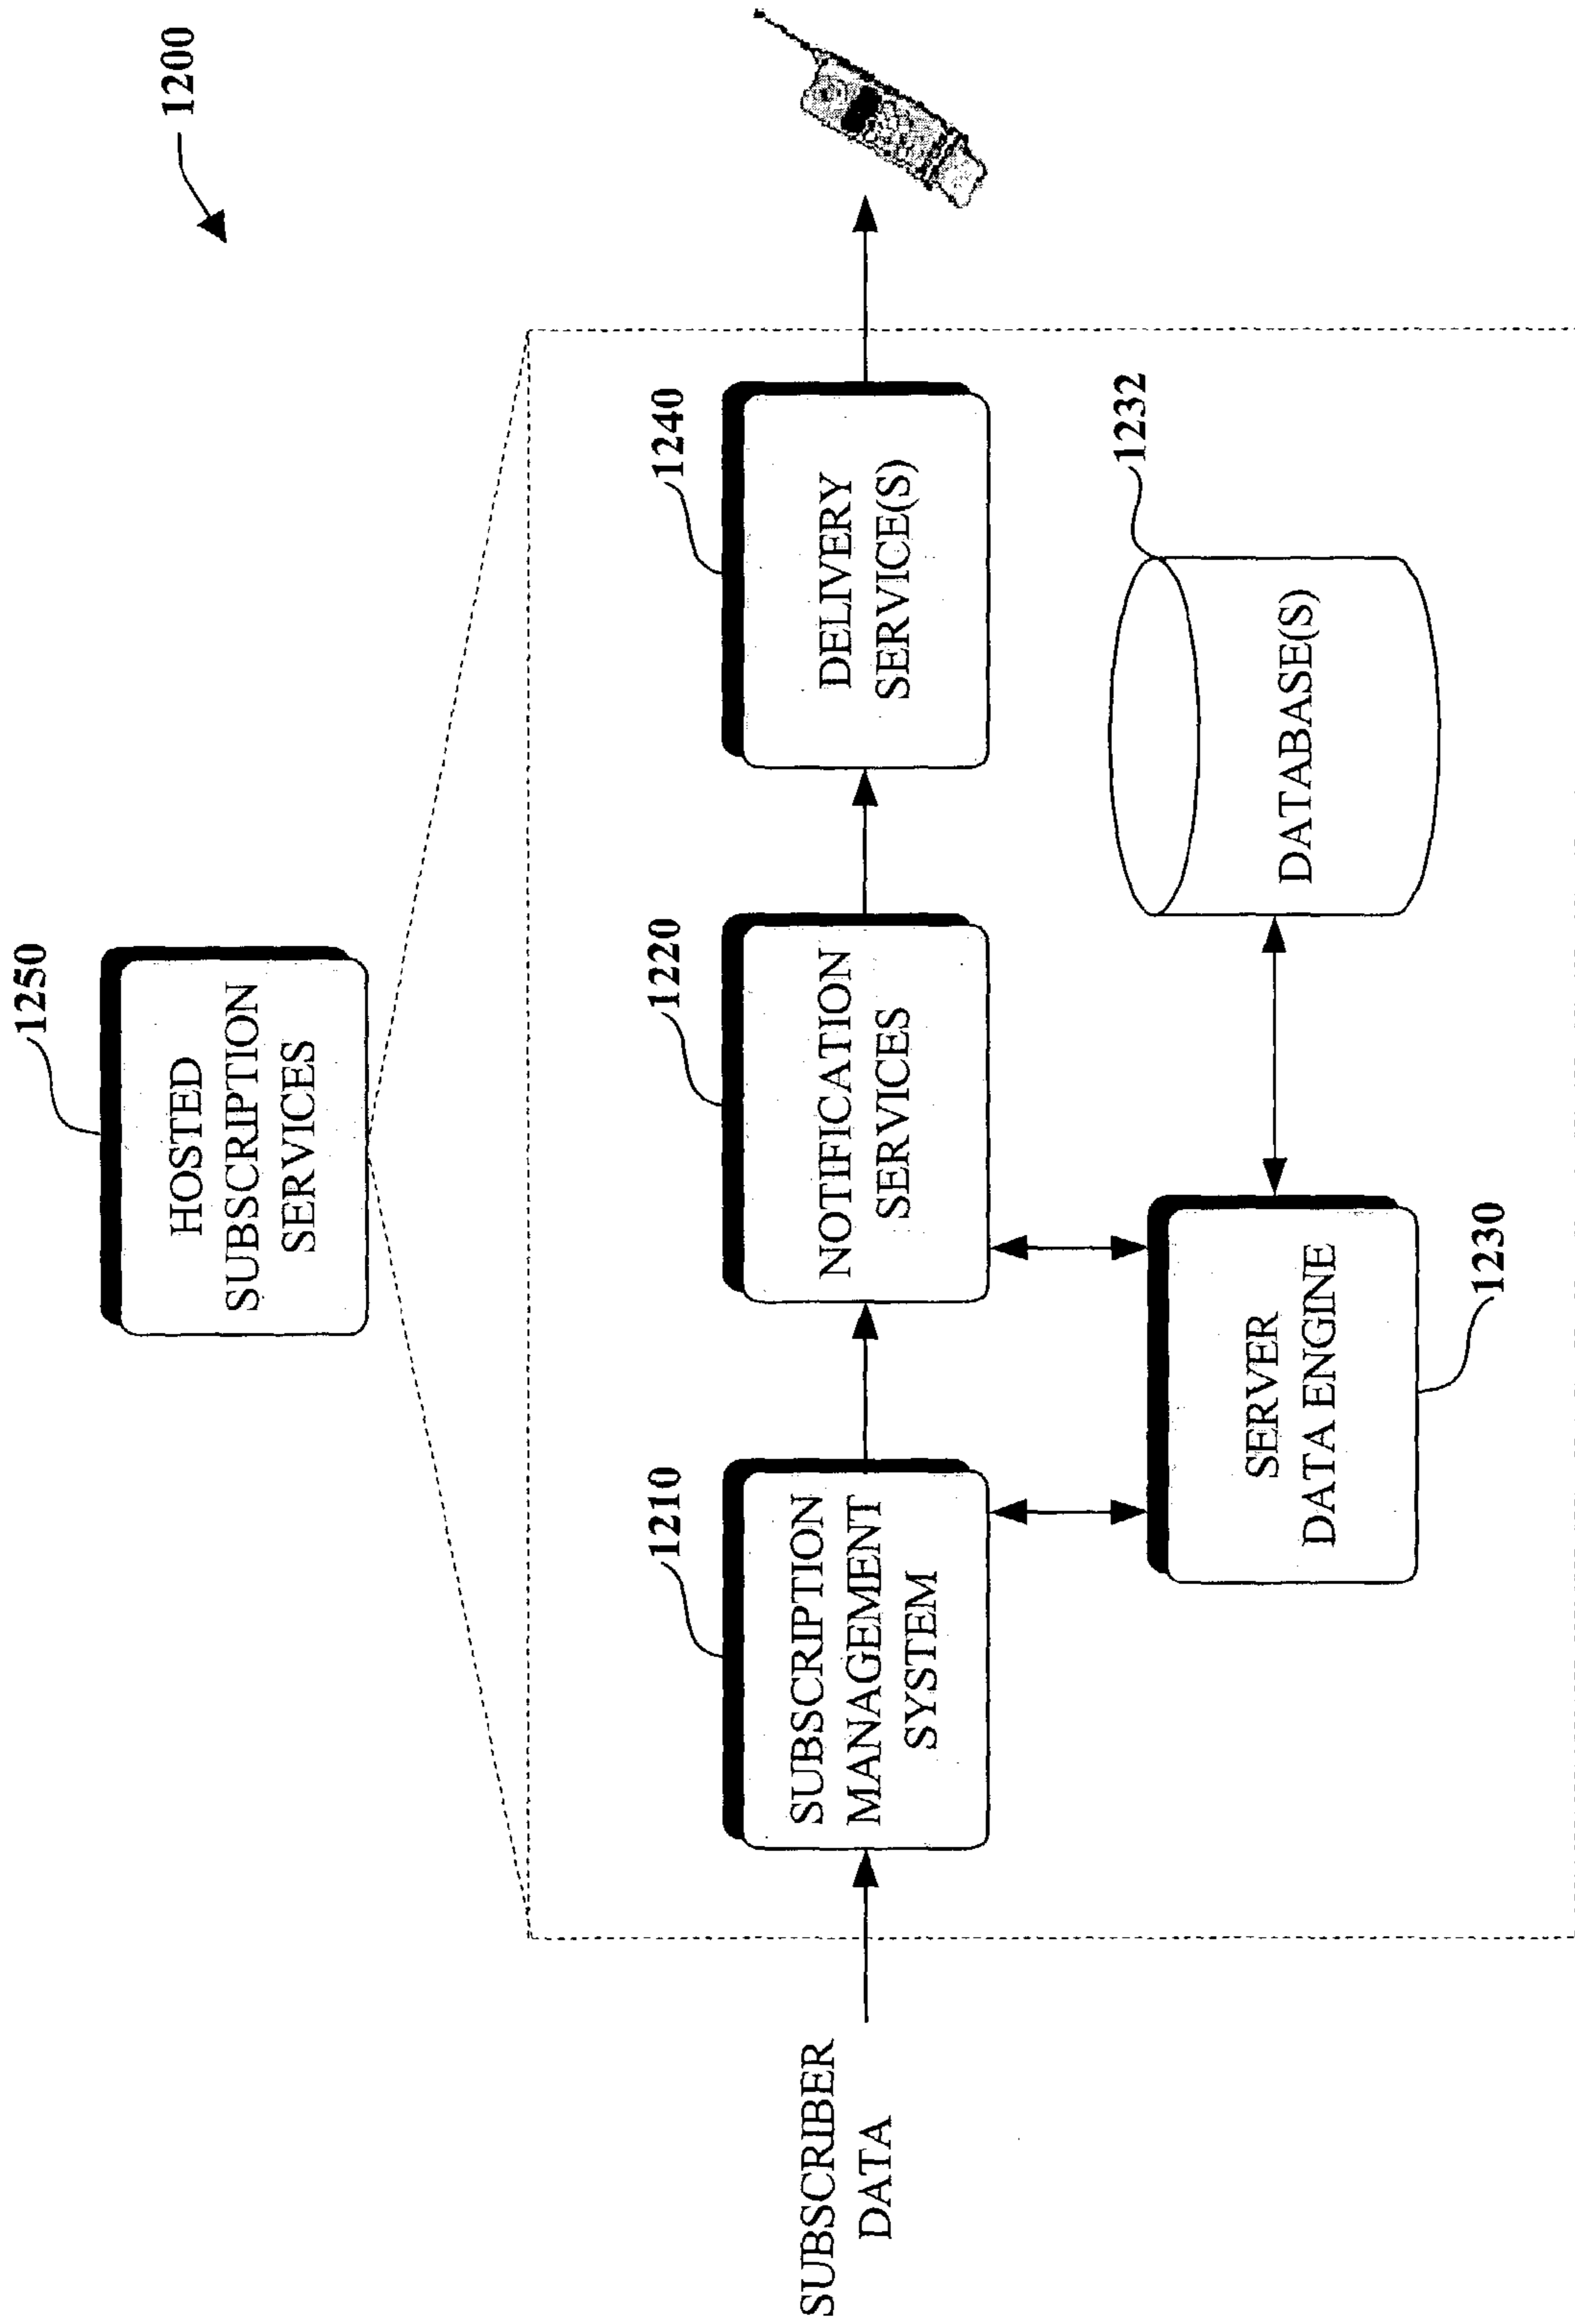 1200
1250
HOSTED
SUBSCRIPTION
SERVICES
1210
SUBSCRIPTION
MANAGEMENT
SYSTEM
1220
NOTIFICATION
SERVICES
1240
DELIVERY
SERVICE(S)
SUBSCRIBER
DATA
SERVER
DATA ENGINE
1230
1232
DATABASE(S)